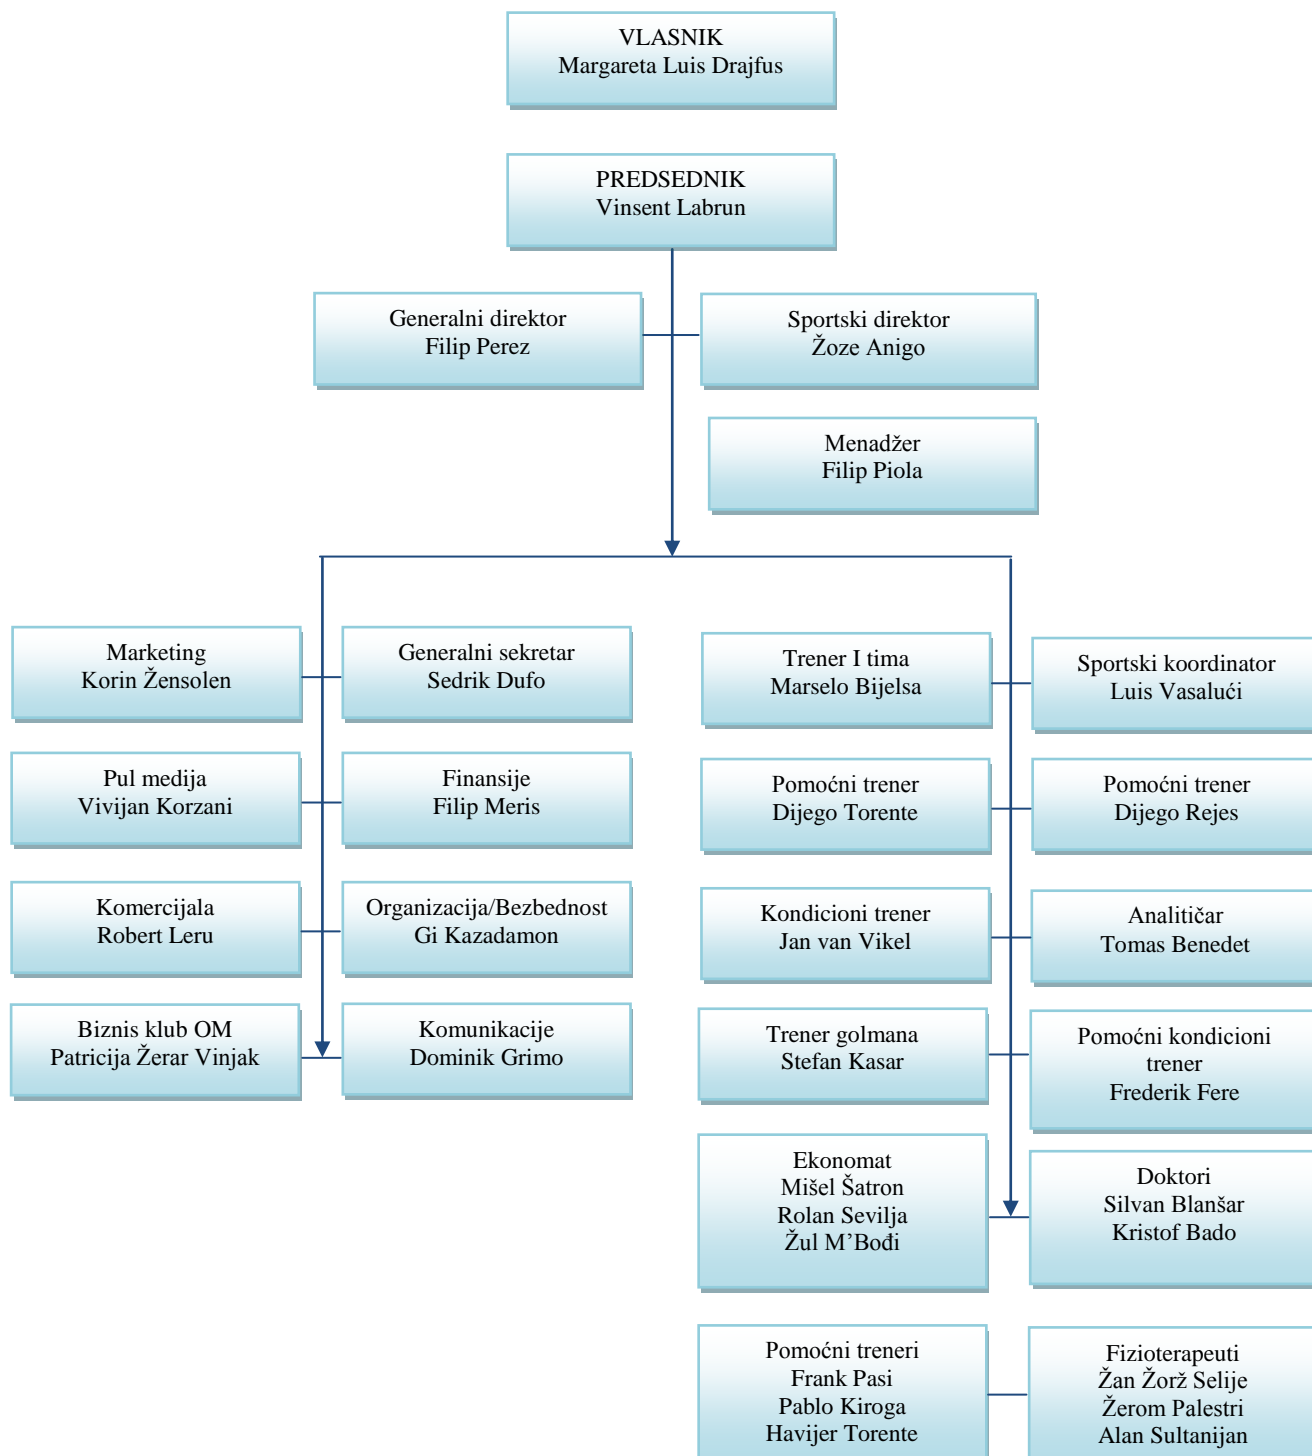 VLASNIK
Margareta Luis Drajfus
PREDSEDNIK
Vinsent Labrun
Generalni direktor
Filip Perez
Sportski direktor
Žoze Anigo
Menadžer
Filip Piola
Marketing
Korin Žensolen
Generalni sekretar
Sedrik Dufo
Trener I tima
Marselo Bijelsa
Sportski koordinator
Luis Vasalući
Pul medija
Vivijan Korzani
Finansije
Filip Meris
Pomoćni trener
Dijego Torente
Pomoćni trener
Dijego Rejes
Komercijala
Robert Leru
Organizacija/Bezbednost
Gi Kazadamon
Kondicioni trener
Jan van Vikel
Analitičar
Tomas Benedet
Biznis klub OM
Patricija Žerar Vinjak
Komunikacije
Dominik Grimo
Trener golmana
Stefan Kasar
Pomoćni kondicioni
trener
Frederik Fere
Ekonomat
Mišel Šatron
Rolan Sevilja
Žul M’Bođi
Doktori
Silvan Blanšar
Kristof Bado
Pomoćni treneri
Frank Pasi
Pablo Kiroga
Havijer Torente
Fizioterapeuti
Žan Žorž Selije
Žerom Palestri
Alan Sultanijan